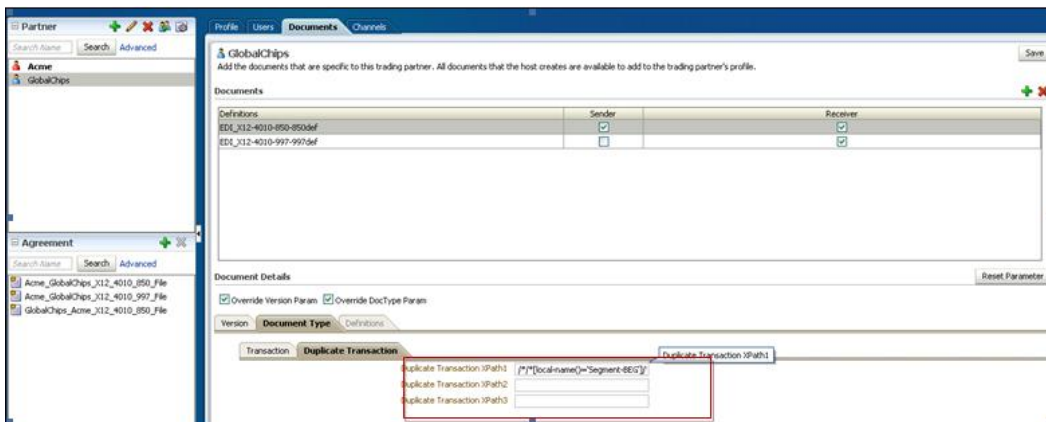 Partner
Profile Users Documents Channels
Search Name Search Advanced
Acme
GlobalChips
GlobalChips
Save
Add the documents that are specific to this trading partner. All documents that the host creates are available to add to the trading partner's profile.
Documents
Definitions Sender Receiver
EDI_X12-4010-850-850def
EDI_X12-4010-997-997def
Agreement
Search Name Search Advanced
Acme_GlobalChips_X12_4010_850_File
Acme_GlobalChips_X12_4010_997_File
GlobalChips_Acme_X12_4010_850_File
Document Details
Reset Parameter
Override Version Param Override DocType Param
Version Document Type Definitions
Transaction Duplicate Transaction
Duplicate Transaction XPath1
Duplicate Transaction XPath1 /*/*[local-name()='Segment-BEG']/
Duplicate Transaction XPath2
Duplicate Transaction XPath3